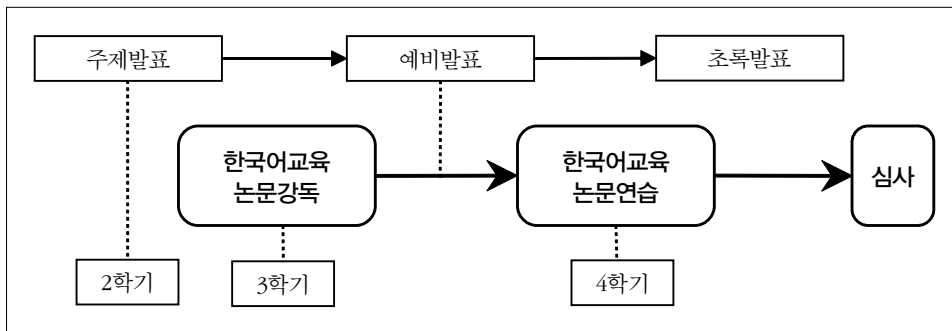 주제발표
예비발표
초록발표
한국어교육
논문강독
한국어교육
논문연습
심사
2학기
3학기
4학기